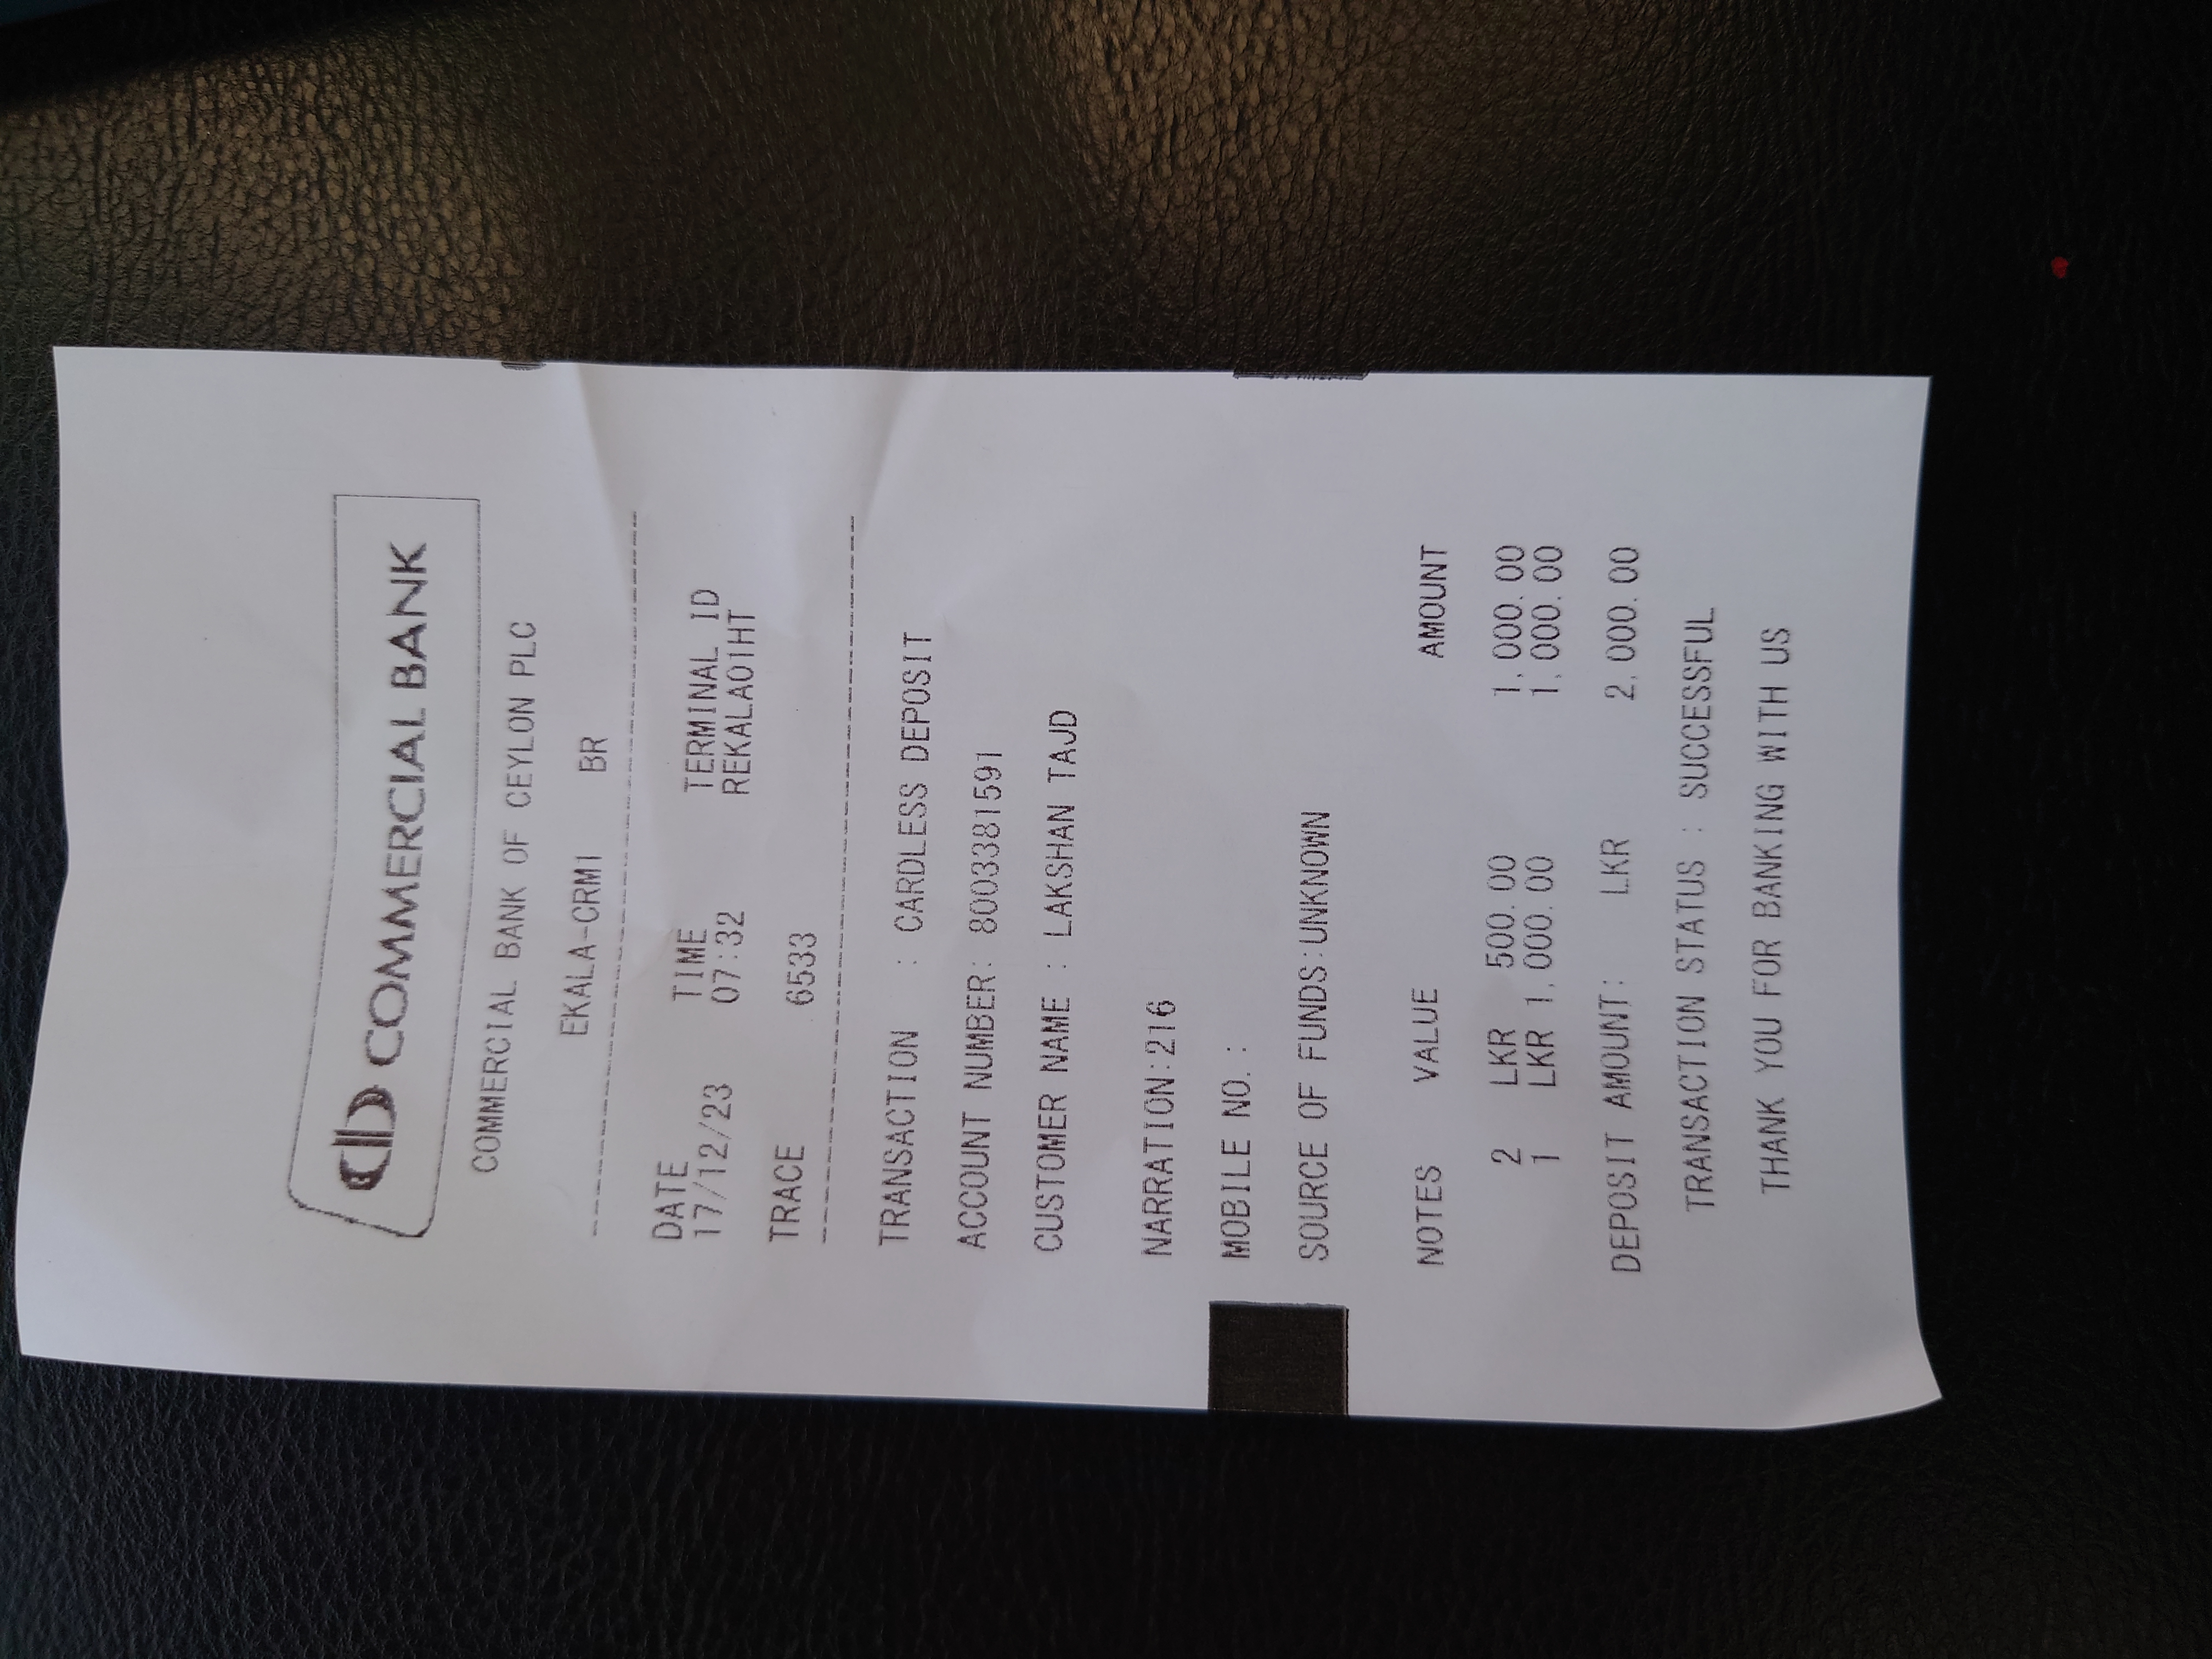 COMMERCIAL BANK
COMMERCIAL BANK OF CEYLON PLC
EKALA-CRM1 BR
DATE TIME TERMINAL ID
17/12/23 07:32 REKALA01HT
TRACE 6533
TRANSACTION : CARDLESS DEPOSIT
ACCOUNT NUMBER: 8003381591
CUSTOMER NAME : LAKSHAN TAJD
NARRATION:216
MOBILE NO. :
SOURCE OF FUNDS:UNKNOWN
NOTES VALUE AMOUNT
2 LKR 500.00 1,000.00
1 LKR 1,000.00 1,000.00
DEPOSIT AMOUNT: LKR 2,000.00
TRANSACTION STATUS : SUCCESSFUL
THANK YOU FOR BANKING WITH US